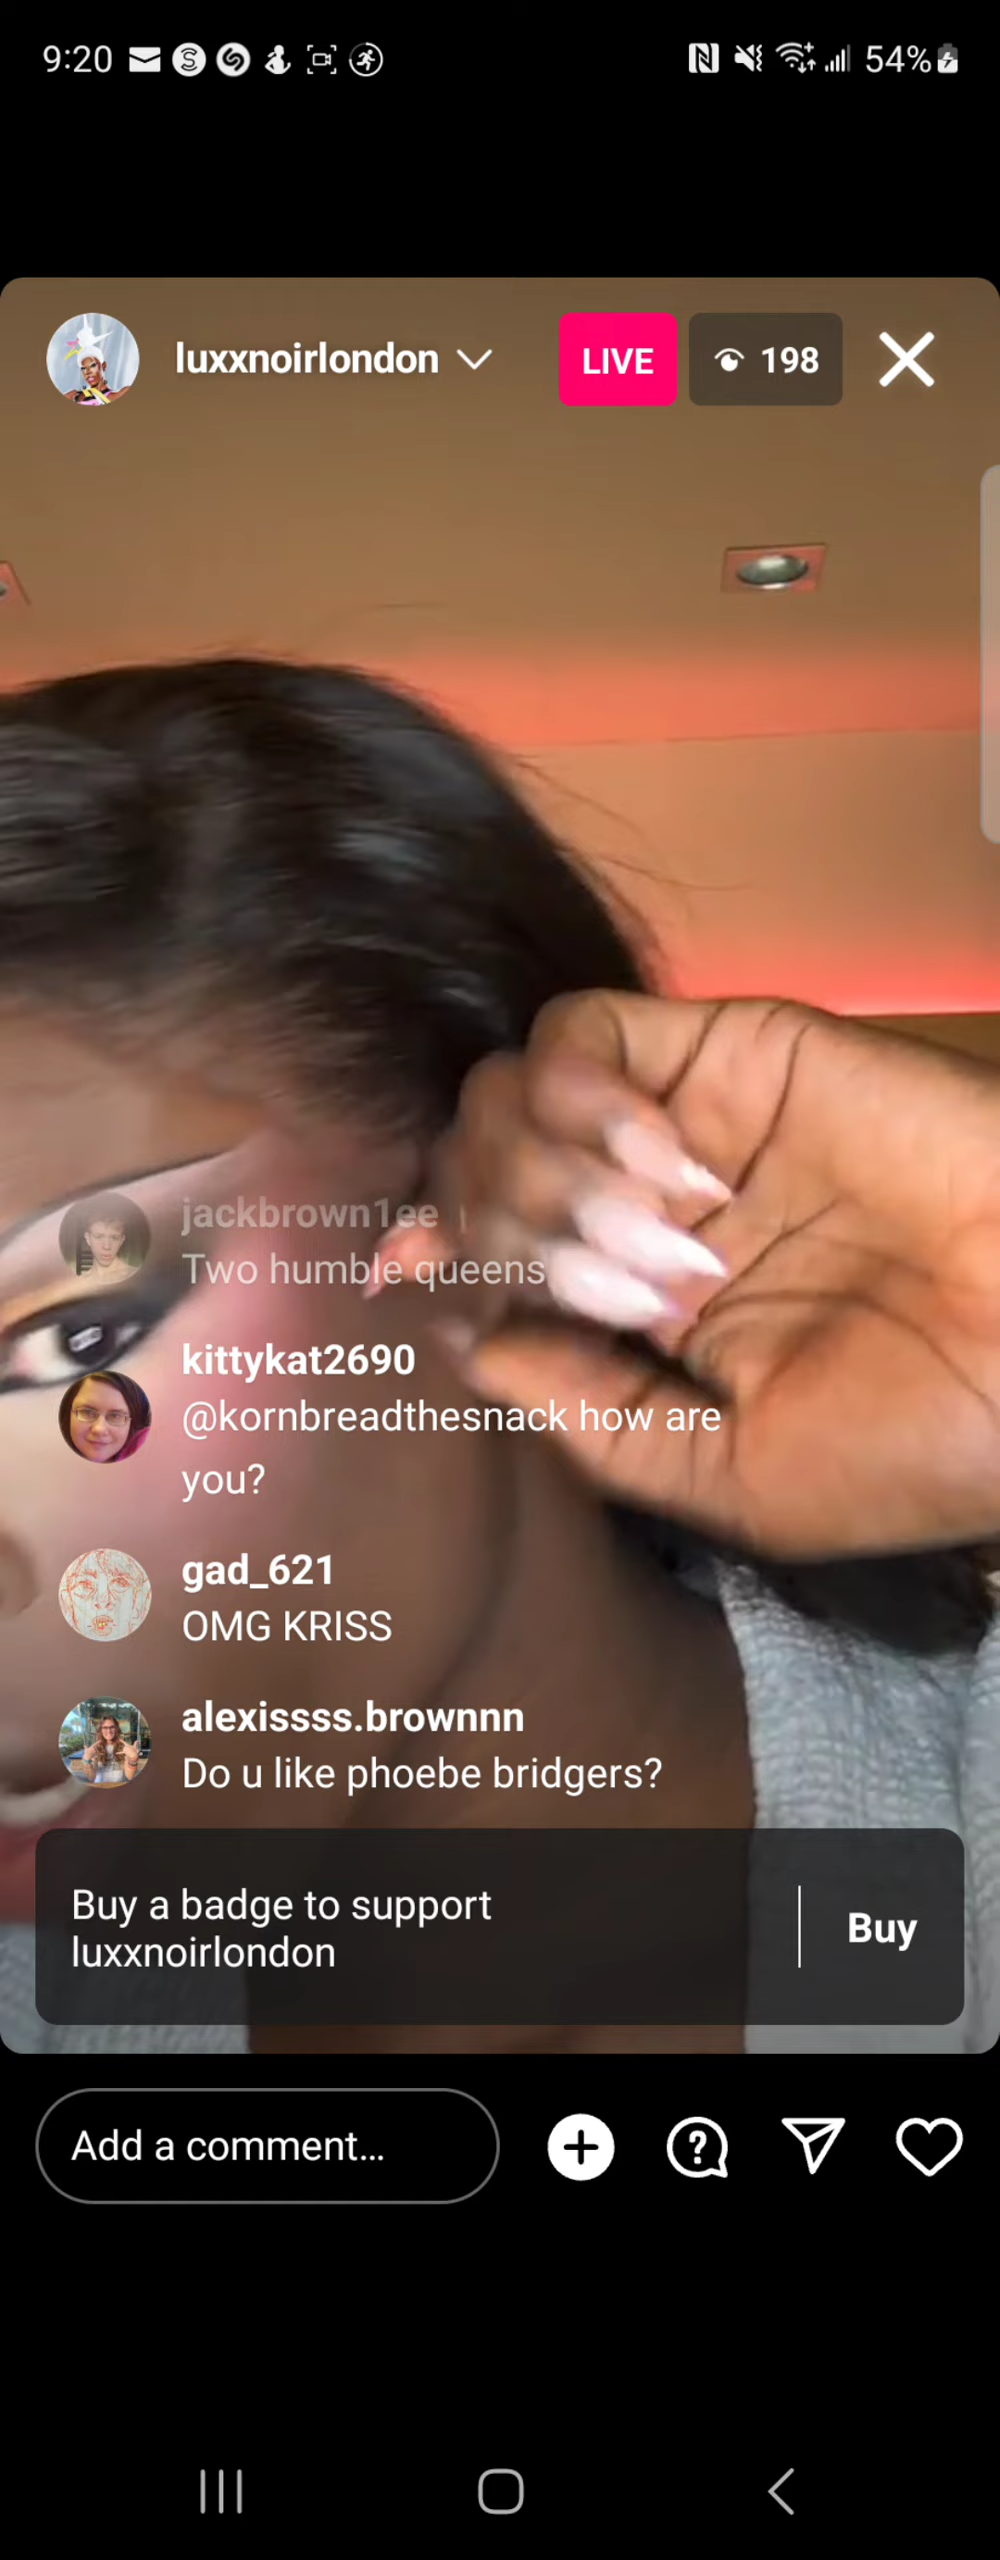 9:20
54%
luxxnoirlondon
LIVE
198
jackbrown1ee
Two humble queens
kittykat2690
@kornbreadthesnack how are
you?
gad_621
OMG KRISS
alexissss.brownnn
Do u like phoebe bridgers?
Buy a badge to support
luxxnoirlondon
Buy
Add a comment...